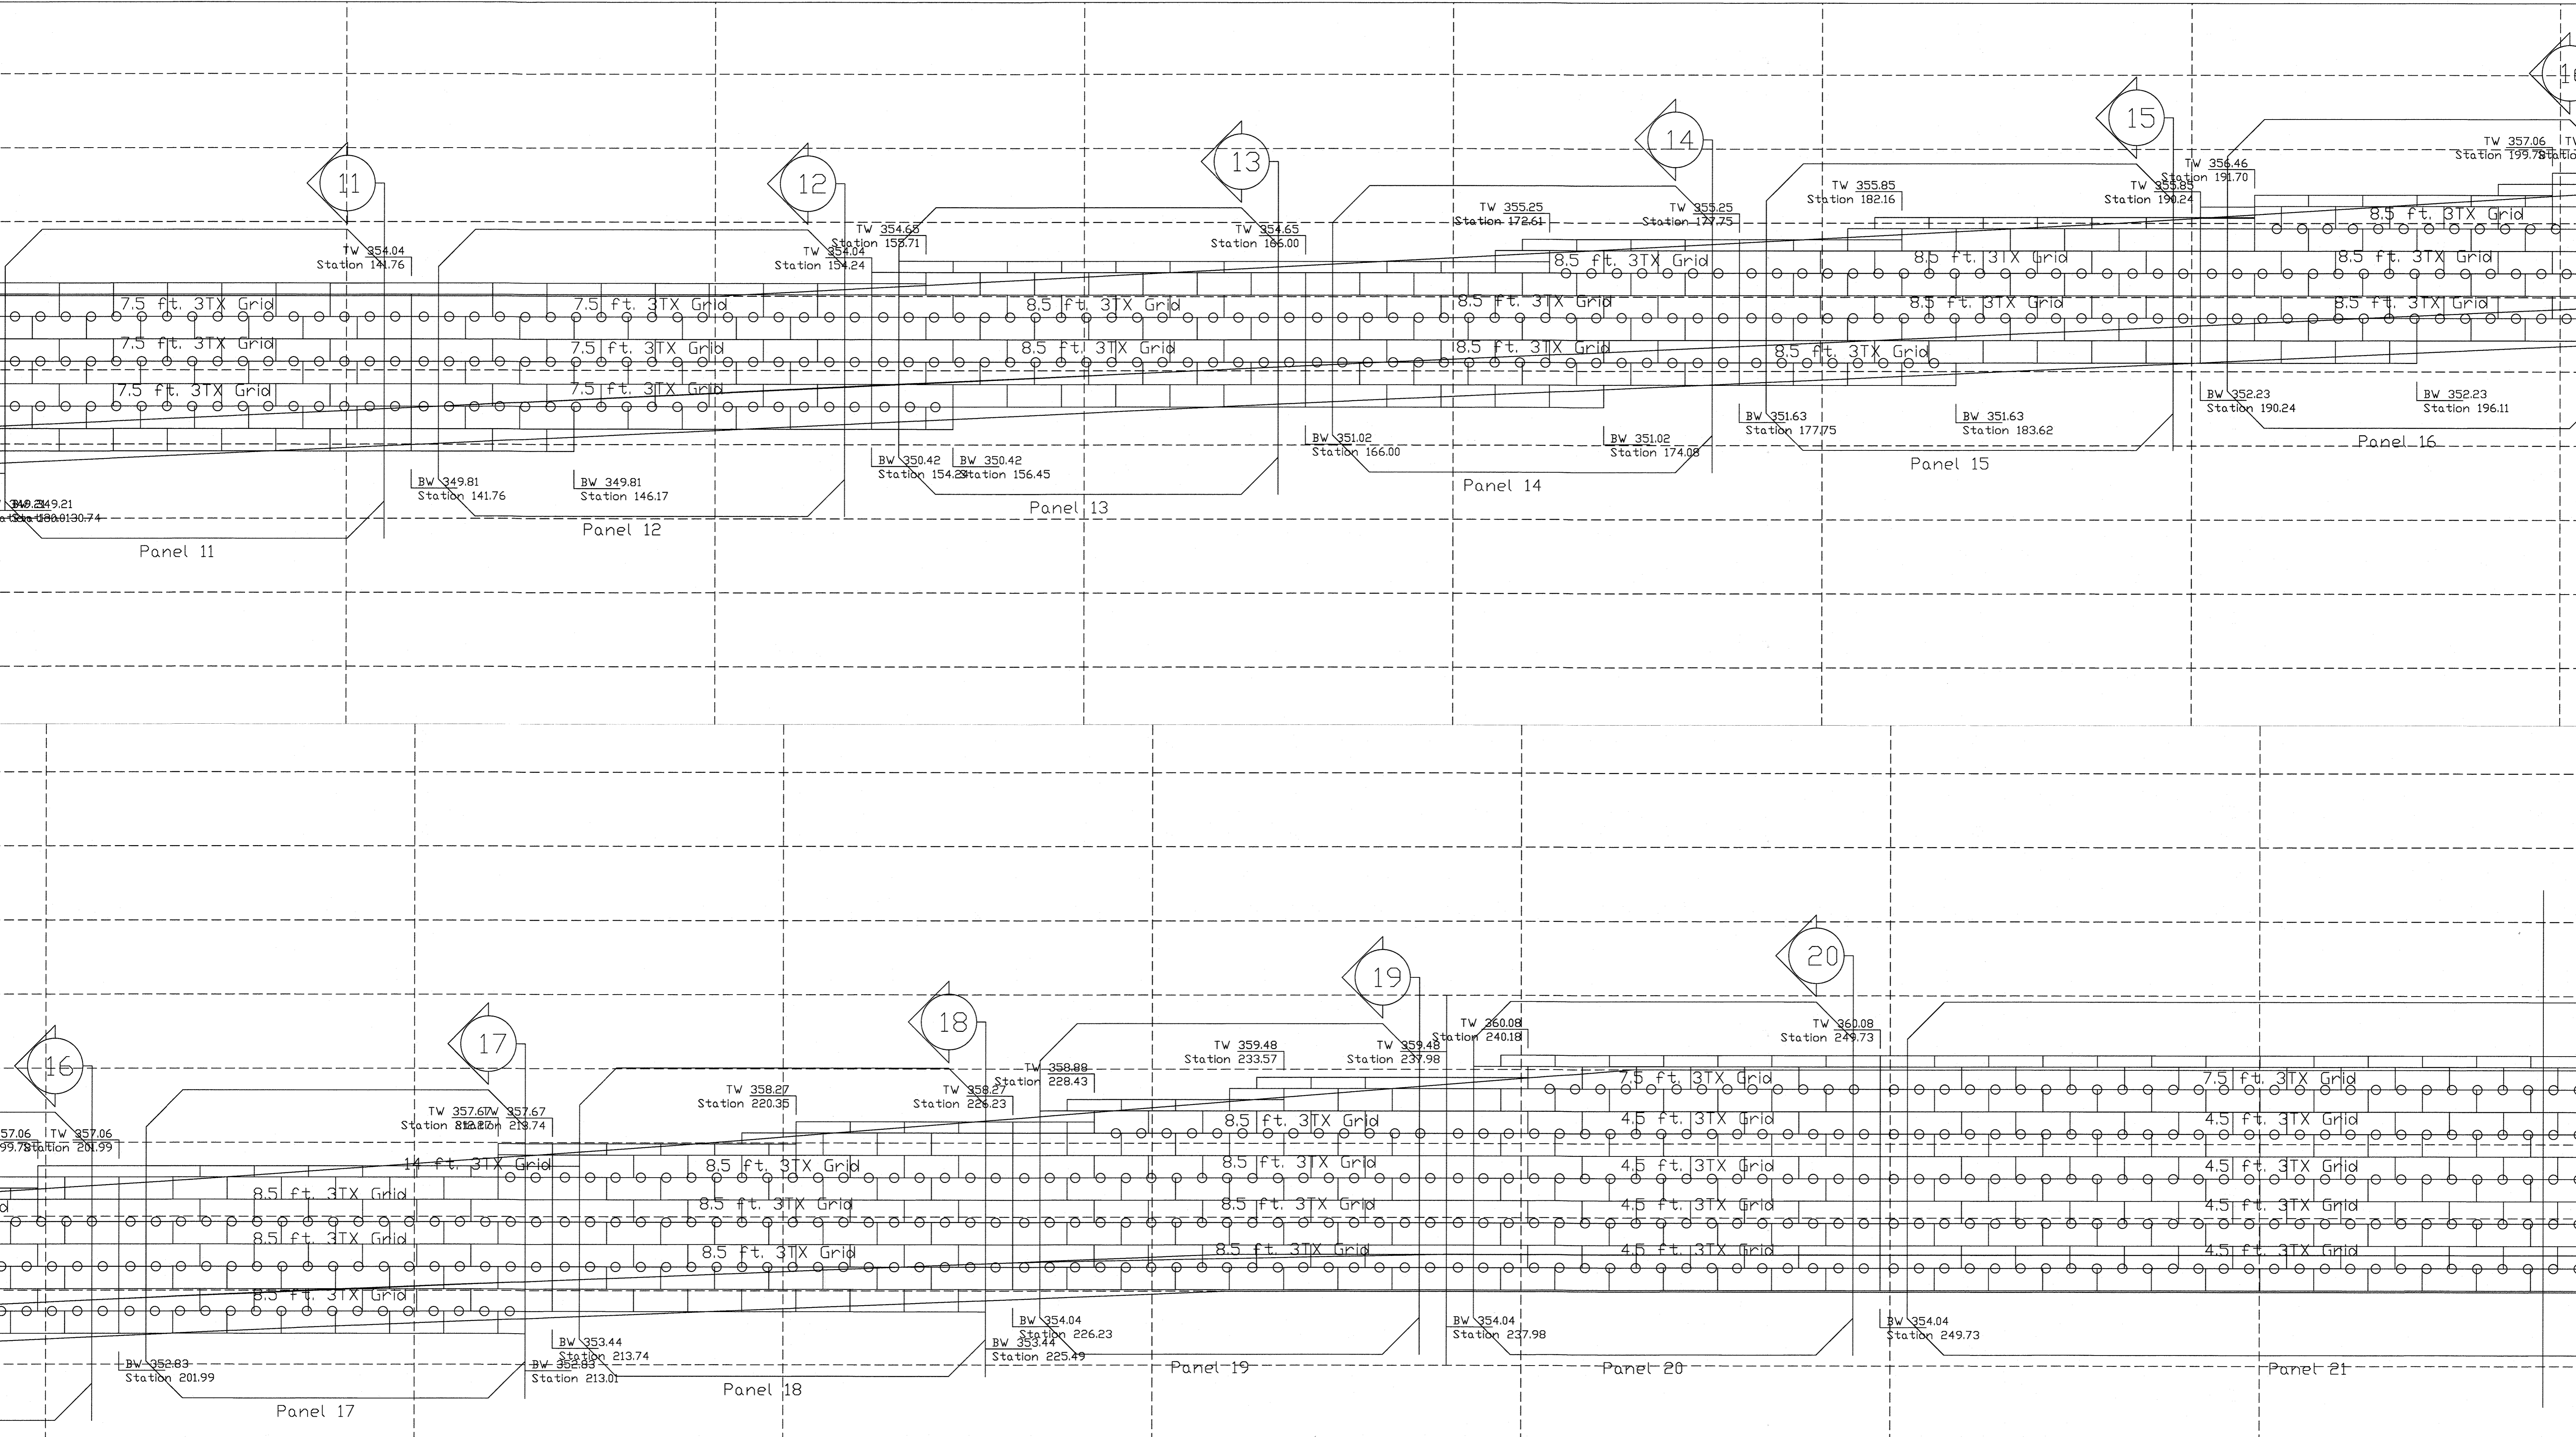 11
12
13
14
15
TW 354.04
Station 141.76
TW 354.04
Station 154.24
TW 354.65
Station 155.71
TW 354.65
Station 166.00
TW 355.25
Station 172.61
TW 355.25
Station 177.75
TW 355.85
Station 182.16
TW 355.85
Station 190.24
TW 356.46
Station 191.70
TW 357.06
Station 199.78
7.5 ft. 3TX Grid
7.5 ft. 3TX Grid
8.5 ft. 3TX Grid
8.5 ft. 3TX Grid
8.5 ft. 3TX Grid
8.5 ft. 3TX Grid
8.5 ft. 3TX Grid
8.5 ft. 3TX Grid
8.5 ft. 3TX Grid
8.5 ft. 3TX Grid
7.5 ft. 3TX Grid
7.5 ft. 3TX Grid
8.5 ft. 3TX Grid
8.5 ft. 3TX Grid
8.5 ft. 3TX Grid
7.5 ft. 3TX Grid
7.5 ft. 3TX Grid
BW 349.81
Station 141.76
BW 349.81
Station 146.17
BW 350.42
Station 154.24
BW 350.42
Station 156.45
BW 351.02
Station 166.00
BW 351.02
Station 174.08
BW 351.63
Station 177.75
BW 351.63
Station 183.62
BW 352.23
Station 190.24
BW 352.23
Station 196.11
Panel 11
Panel 12
Panel 13
Panel 14
Panel 15
Panel 16
16
17
18
19
20
TW 357.06
Station 201.99
TW 357.67
TW 357.67
Station 213.74
TW 358.27
Station 220.35
TW 358.27
Station 226.23
TW 358.88
Station 228.43
TW 359.48
Station 233.57
TW 359.48
Station 237.98
TW 360.08
Station 240.18
TW 360.08
Station 249.73
14 ft. 3TX Grid
8.5 ft. 3TX Grid
8.5 ft. 3TX Grid
8.5 ft. 3TX Grid
8.5 ft. 3TX Grid
8.5 ft. 3TX Grid
8.5 ft. 3TX Grid
8.5 ft. 3TX Grid
8.5 ft. 3TX Grid
8.5 ft. 3TX Grid
8.5 ft. 3TX Grid
7.5 ft. 3TX Grid
4.5 ft. 3TX Grid
4.5 ft. 3TX Grid
4.5 ft. 3TX Grid
4.5 ft. 3TX Grid
7.5 ft. 3TX Grid
4.5 ft. 3TX Grid
4.5 ft. 3TX Grid
4.5 ft. 3TX Grid
4.5 ft. 3TX Grid
BW 352.83
Station 201.99
BW 352.83
Station 213.01
BW 353.44
Station 213.74
BW 353.44
Station 225.49
BW 354.04
Station 226.23
BW 354.04
Station 237.98
BW 354.04
Station 249.73
Panel 17
Panel 18
Panel 19
Panel 20
Panel 21